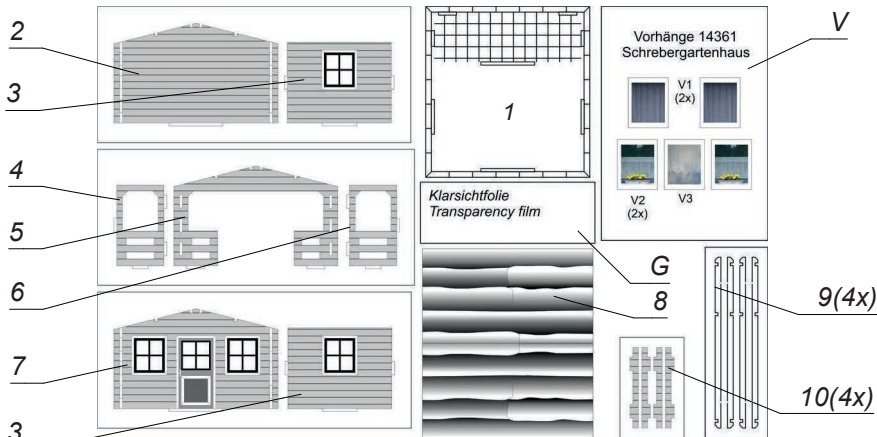 2
3
4
5
6
7
3
1
Klarsichtfolie
Transparency film
G
8
Vorhänge 14361
Schrebergartenhaus
V
V1
(2x)
V2
(2x)
V3
9(4x)
10(4x)